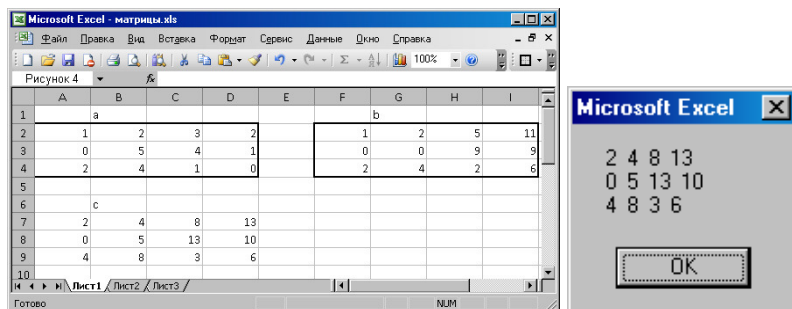 Microsoft Excel - матрицы.xls
Файл Правка Вид Вставка Формат Сервис Данные Окно Справка
100%
Рисунок 4 fx
A B C D E F G H I
1 a b
2 1 2 3 2 1 2 5 11
3 0 5 4 1 0 0 9 9
4 2 4 1 0 2 4 2 6
5
6 c
7 2 4 8 13
8 0 5 13 10
9 4 8 3 6
10
Лист1 Лист2 Лист3
Готово NUM
Microsoft Excel
2 4 8 13
0 5 13 10
4 8 3 6
OK